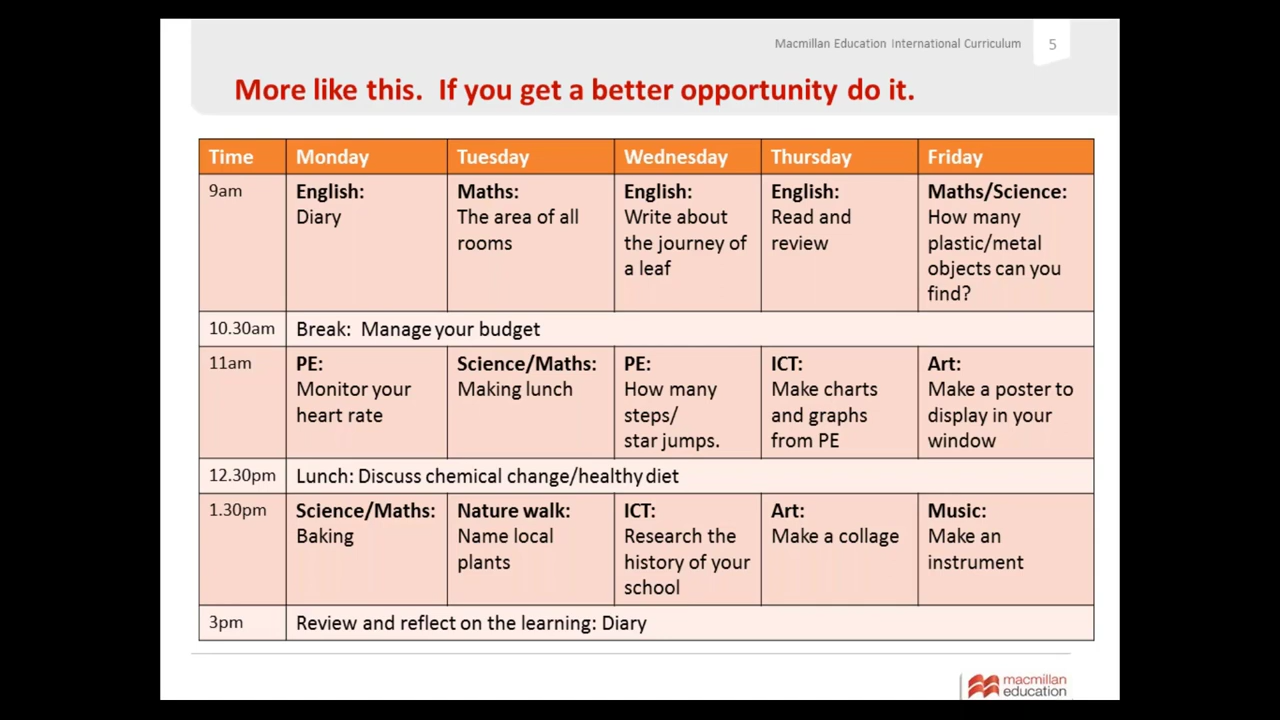 Macmillan Education International Curriculum 5
More like this. If you get a better opportunity do it.
Time Monday Tuesday Wednesday Thursday Friday
9am
English:
Diary
Maths:
The area of all
rooms
English:
Write about
the journey of
a leaf
English:
Read and
review
Maths/Science:
How many
plastic/metal
objects can you
find?
10.30am Break: Manage your budget
11am
PE:
Monitor your
heart rate
Science/Maths:
Making lunch
PE:
How many
steps/
star jumps.
ICT:
Make charts
and graphs
from PE
Art:
Make a poster to
display in your
window
12.30pm Lunch: Discuss chemical change/healthy diet
1.30pm
Science/Maths:
Baking
Nature walk:
Name local
plants
ICT:
Research the
history of your
school
Art:
Make a collage
Music:
Make an
instrument
3pm Review and reflect on the learning: Diary
macmillan
education